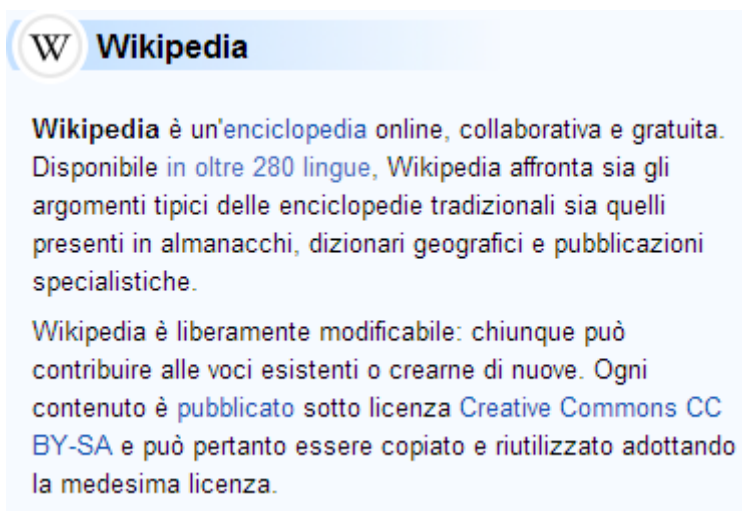 W Wikipedia
Wikipedia è un'enciclopedia online, collaborativa e gratuita.
Disponibile in oltre 280 lingue, Wikipedia affronta sia gli
argomenti tipici delle enciclopedie tradizionali sia quelli
presenti in almanacchi, dizionari geografici e pubblicazioni
specialistiche.
Wikipedia è liberamente modificabile: chiunque può
contribuire alle voci esistenti o crearne di nuove. Ogni
contenuto è pubblicato sotto licenza Creative Commons CC
BY-SA e può pertanto essere copiato e riutilizzato adottando
la medesima licenza.